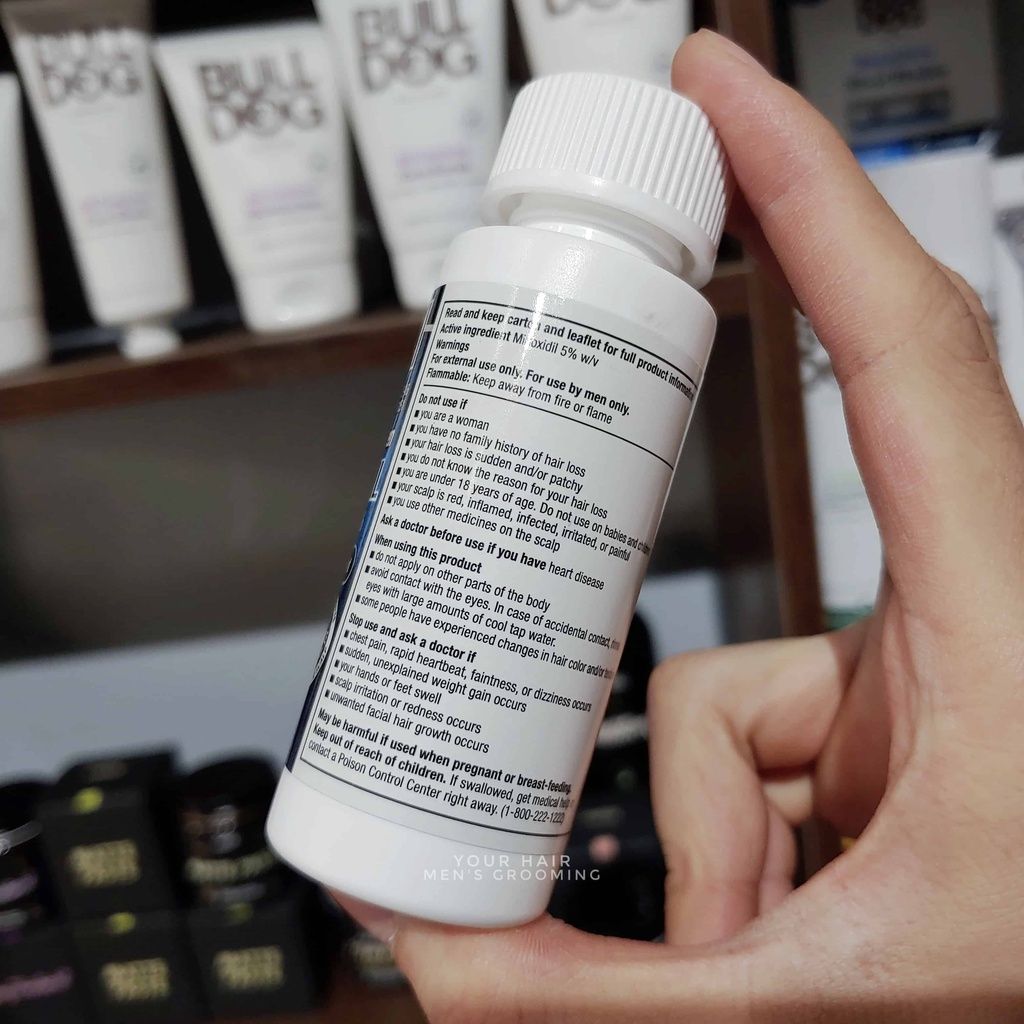 BULL
DOG
BULL
DOG
BULL
DOG
Read and keep carton and leaflet for full product
Active ingredient Minoxidil 5% w/v
Warnings
For external use only. For use by men only.
Flammable: Keep away from fire or flame
Do not use if
■ you are a woman
■ you have no family history of hair loss
■ your hair loss is sudden and/or patchy
■ you do not know the reason for your hair loss
■ you are under 18 years of age. Do not use on babies and
■ your scalp is red, inflamed, infected, irritated, or painful
■ you use other medicines on the scalp
Ask a doctor before use if you have heart disease
When using this product
■ do not apply on other parts of the body
■ avoid contact with the eyes. In case of accidental contact,
eyes with large amounts of cool tap water.
■ some people have experienced changes in hair color and/or
Stop use and ask a doctor if
■ chest pain, rapid heartbeat, faintness, or dizziness occurs
■ sudden, unexplained weight gain occurs
■ your hands or feet swell
■ scalp irritation or redness occurs
■ unwanted facial hair growth occurs
May be harmful if used when pregnant or breast-feeding.
Keep out of reach of children. If swallowed, get medical
contact a Poison Control Center right away. (1-800-222-1222)
YOUR HAIR
MEN'S GROOMING